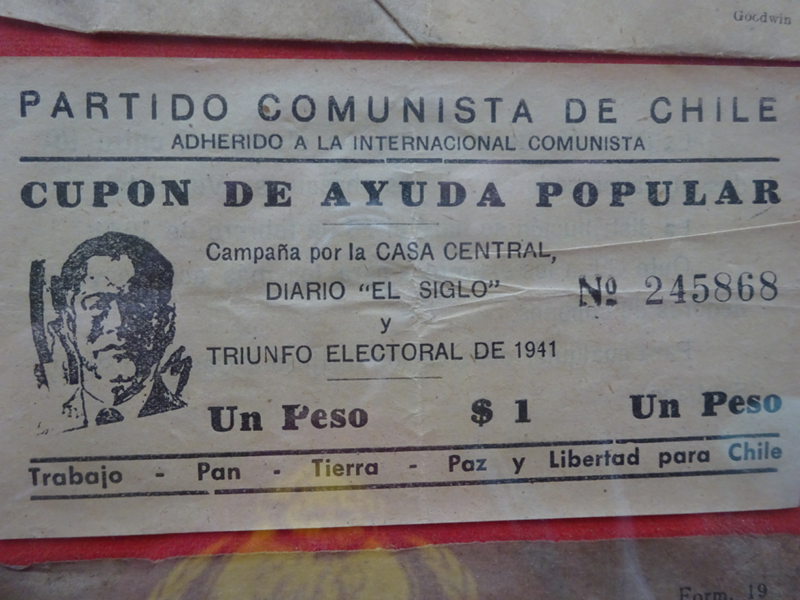 Goodwin
PARTIDO COMUNISTA DE CHILE
ADHERIDO A LA INTERNACIONAL COMUNISTA
CUPON DE AYUDA POPULAR
Campaña por la CASA CENTRAL,
DIARIO "EL SIGLO"
Nº 245868
y
TRIUNFO ELECTORAL DE 1941
Un Peso $1 Un Peso
Trabajo - Pan - Tierra - Paz y Libertad para Chile
Form. 19